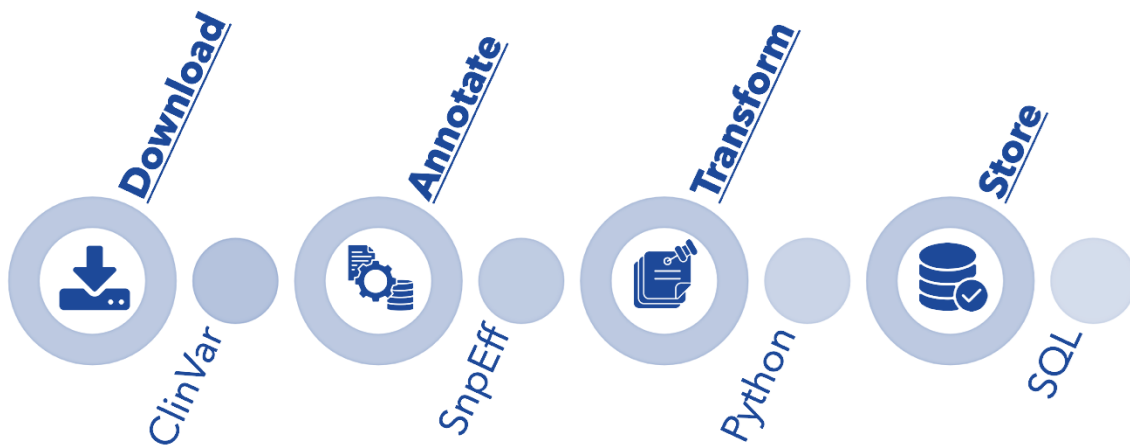 Download
ClinVar
Annotate
SnpEff
Transform
Python
Store
SQL